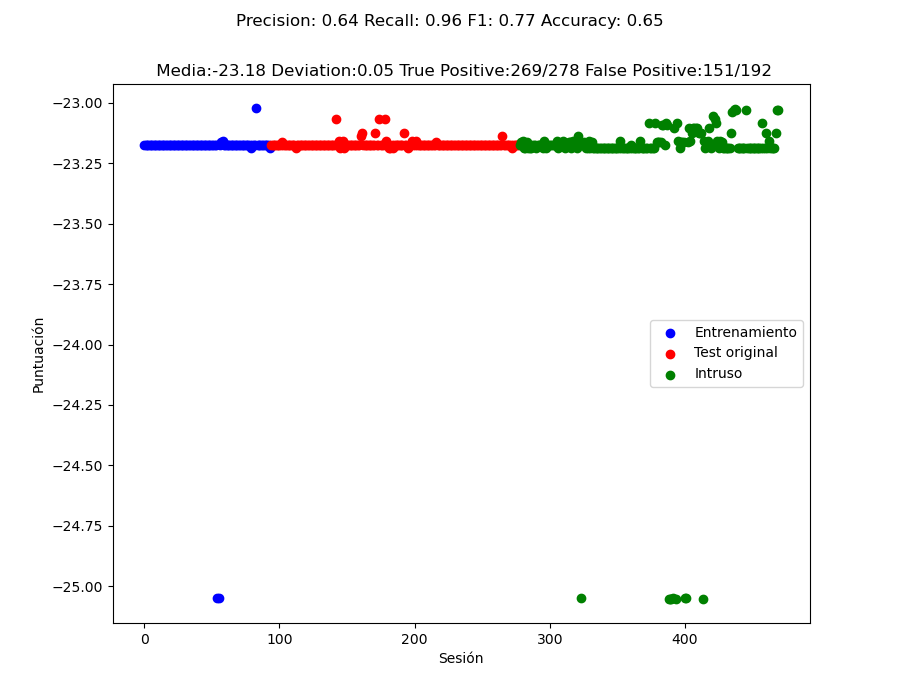 Precision: 0.64 Recall: 0.96 F1: 0.77 Accuracy: 0.65
Media:-23.18 Deviation:0.05 True Positive:269/278 False Positive:151/192
−23.00
−23.25
−23.50
−23.75
−24.00
−24.25
−24.50
−24.75
−25.00
Puntuación
Entrenamiento
Test original
Intruso
0 100 200 300 400
Sesión